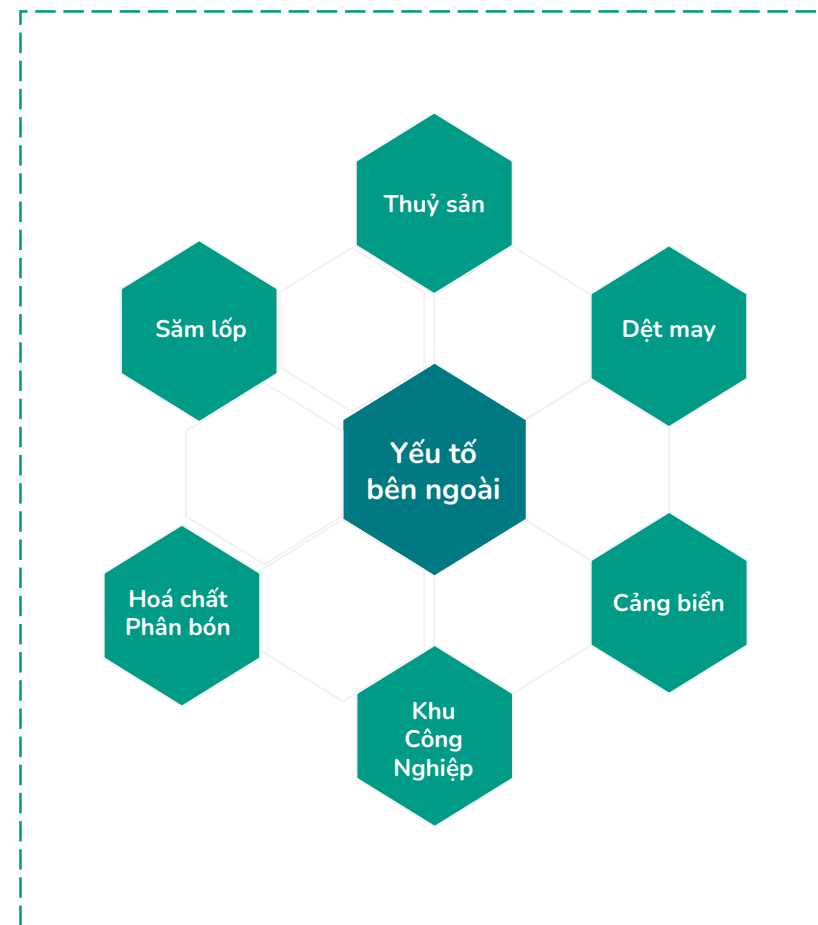 Thuỷ sản
Săm lốp
Dệt may
Yếu tố
bên ngoài
Hoá chất
Phân bón
Cảng biển
Khu
Công
Nghiệp